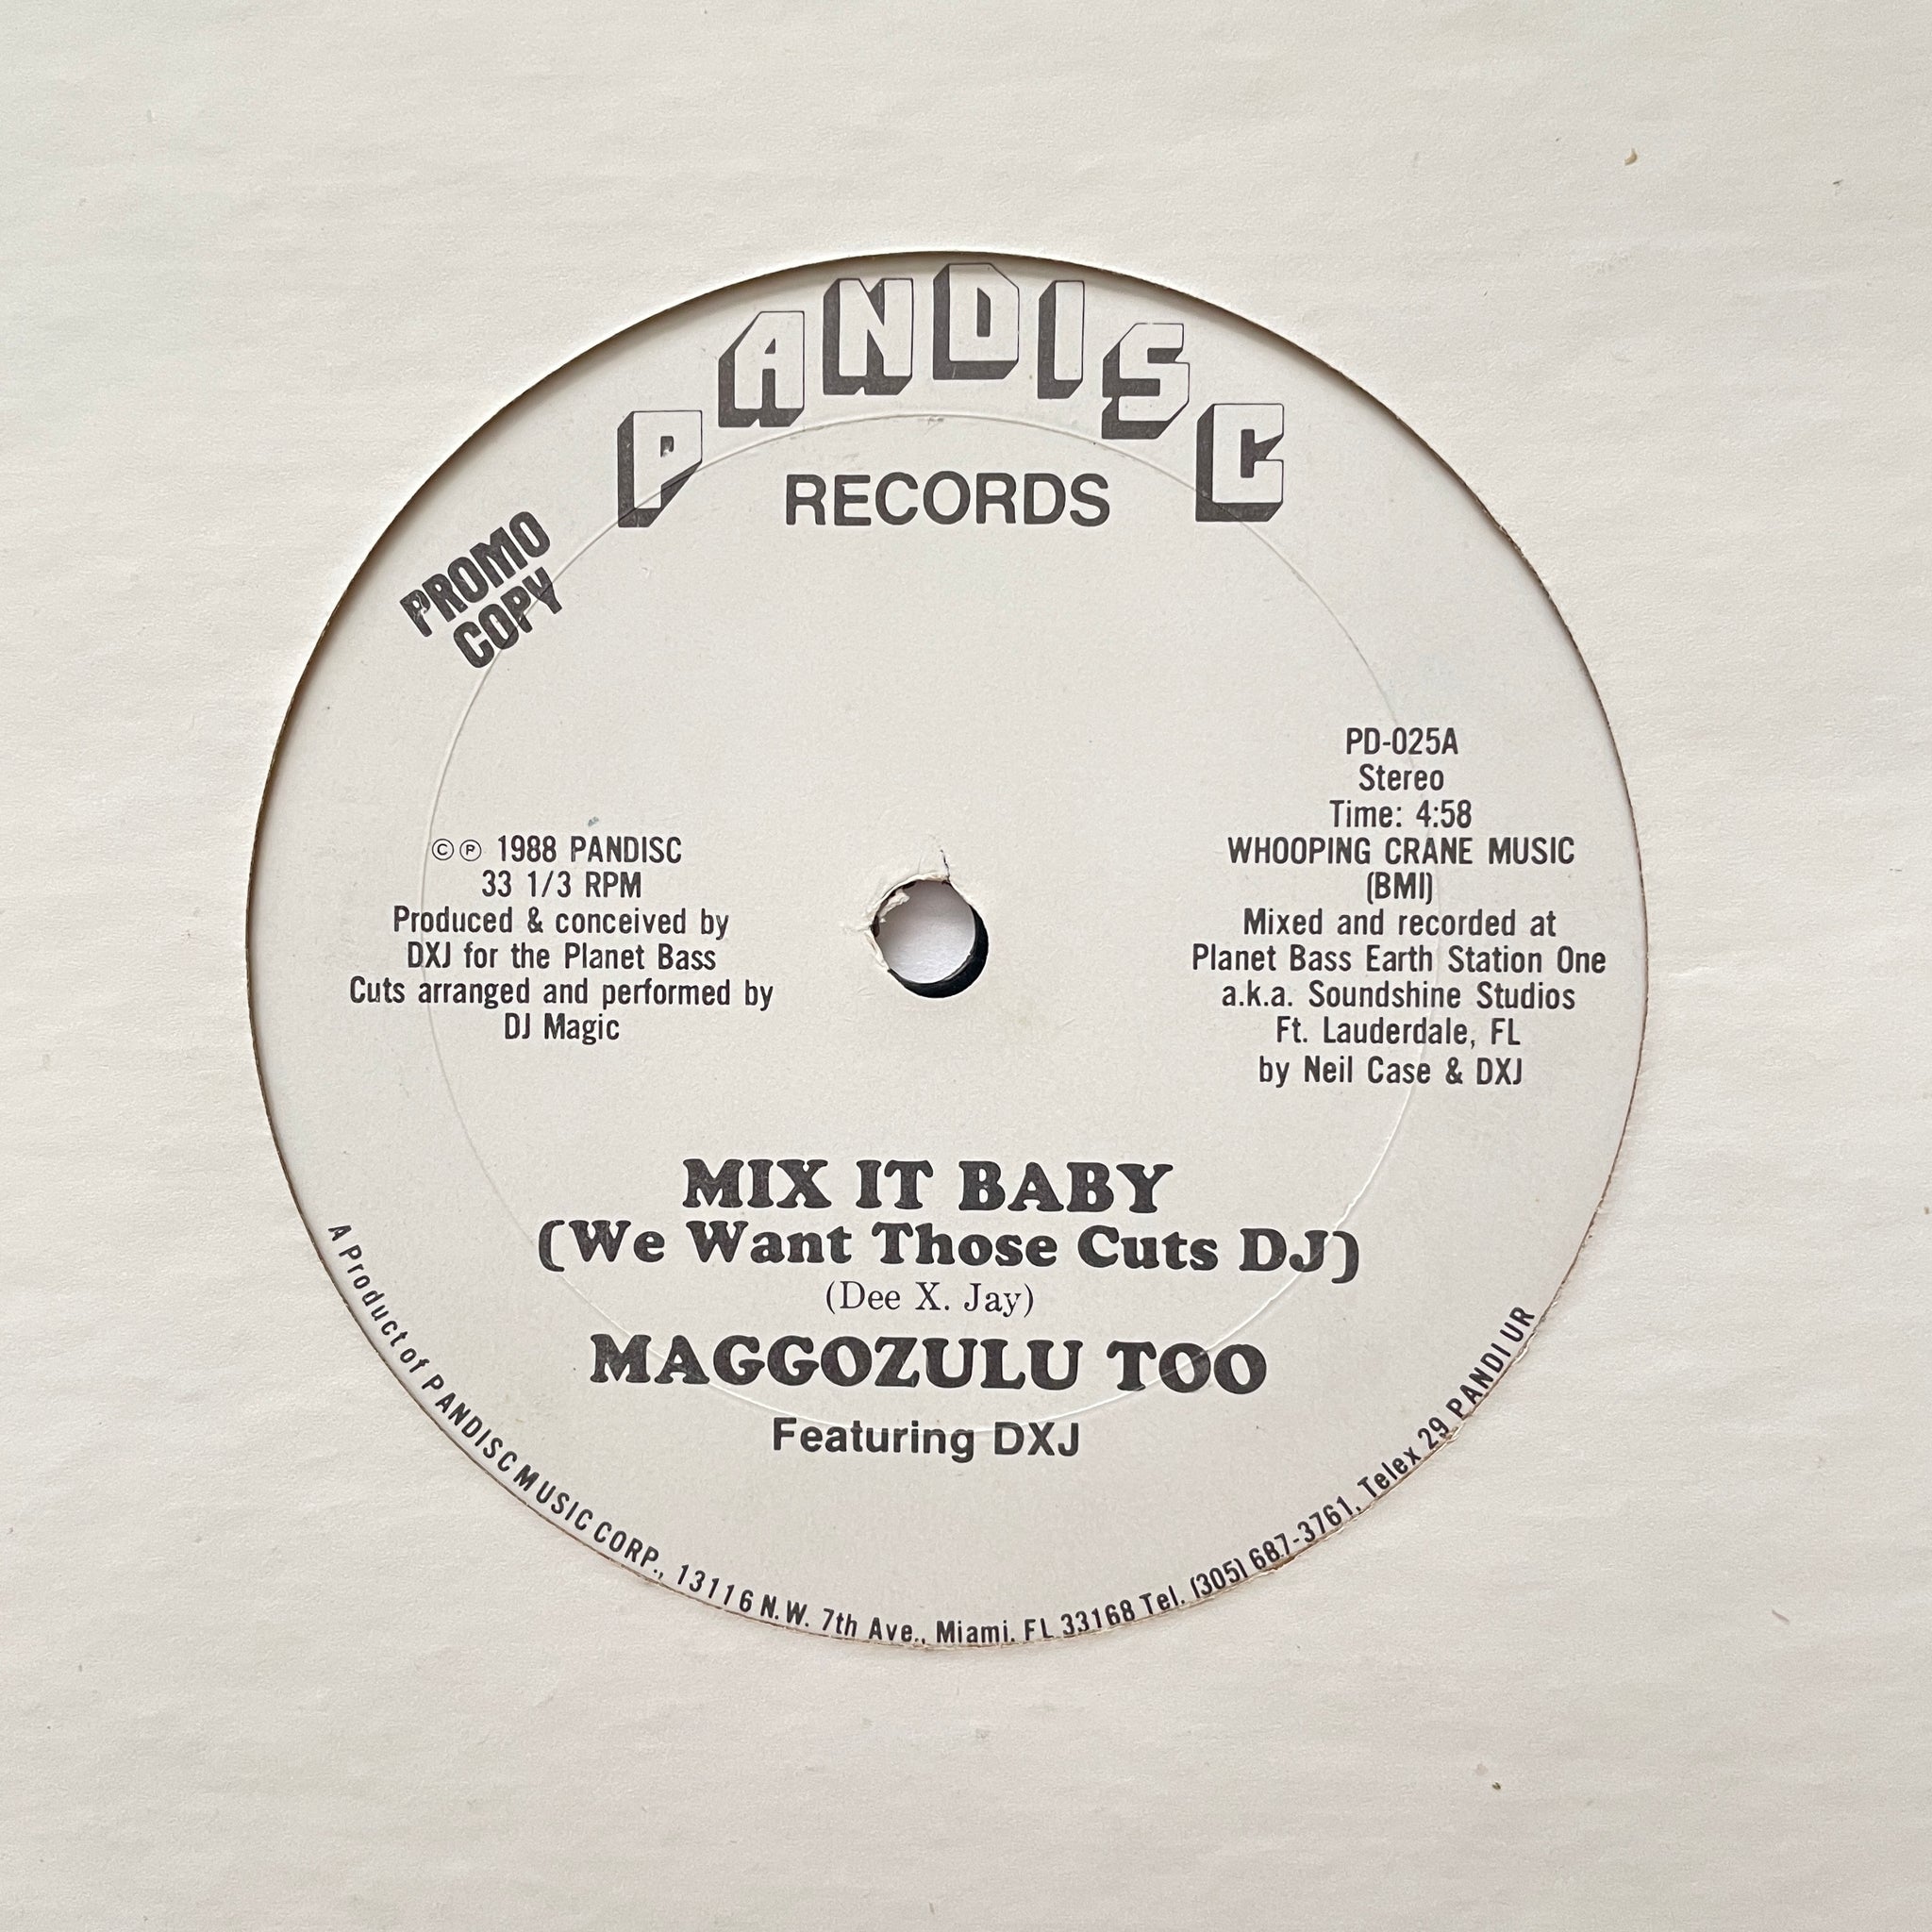 PANDISC
RECORDS
PROMO
COPY
PD-025A
Stereo
Time: 4:58
WHOOPING CRANE MUSIC
(BMI)
Mixed and recorded at
Planet Bass Earth Station One
a.k.a. Soundshine Studios
Ft. Lauderdale, FL
by Neil Case & DXJ
©℗ 1988 PANDISC
33 1/3 RPM
Produced & conceived by
DXJ for the Planet Bass
Cuts arranged and performed by
DJ Magic
MIX IT BABY
(We Want Those Cuts DJ)
(Dee X. Jay)
MAGGOZULU TOO
Featuring DXJ
A Product of PANDISC MUSIC CORP., 13116 N.W. 7th Ave., Miami, FL 33168 Tel. (305) 687-3761, Telex 29 PANDI UR